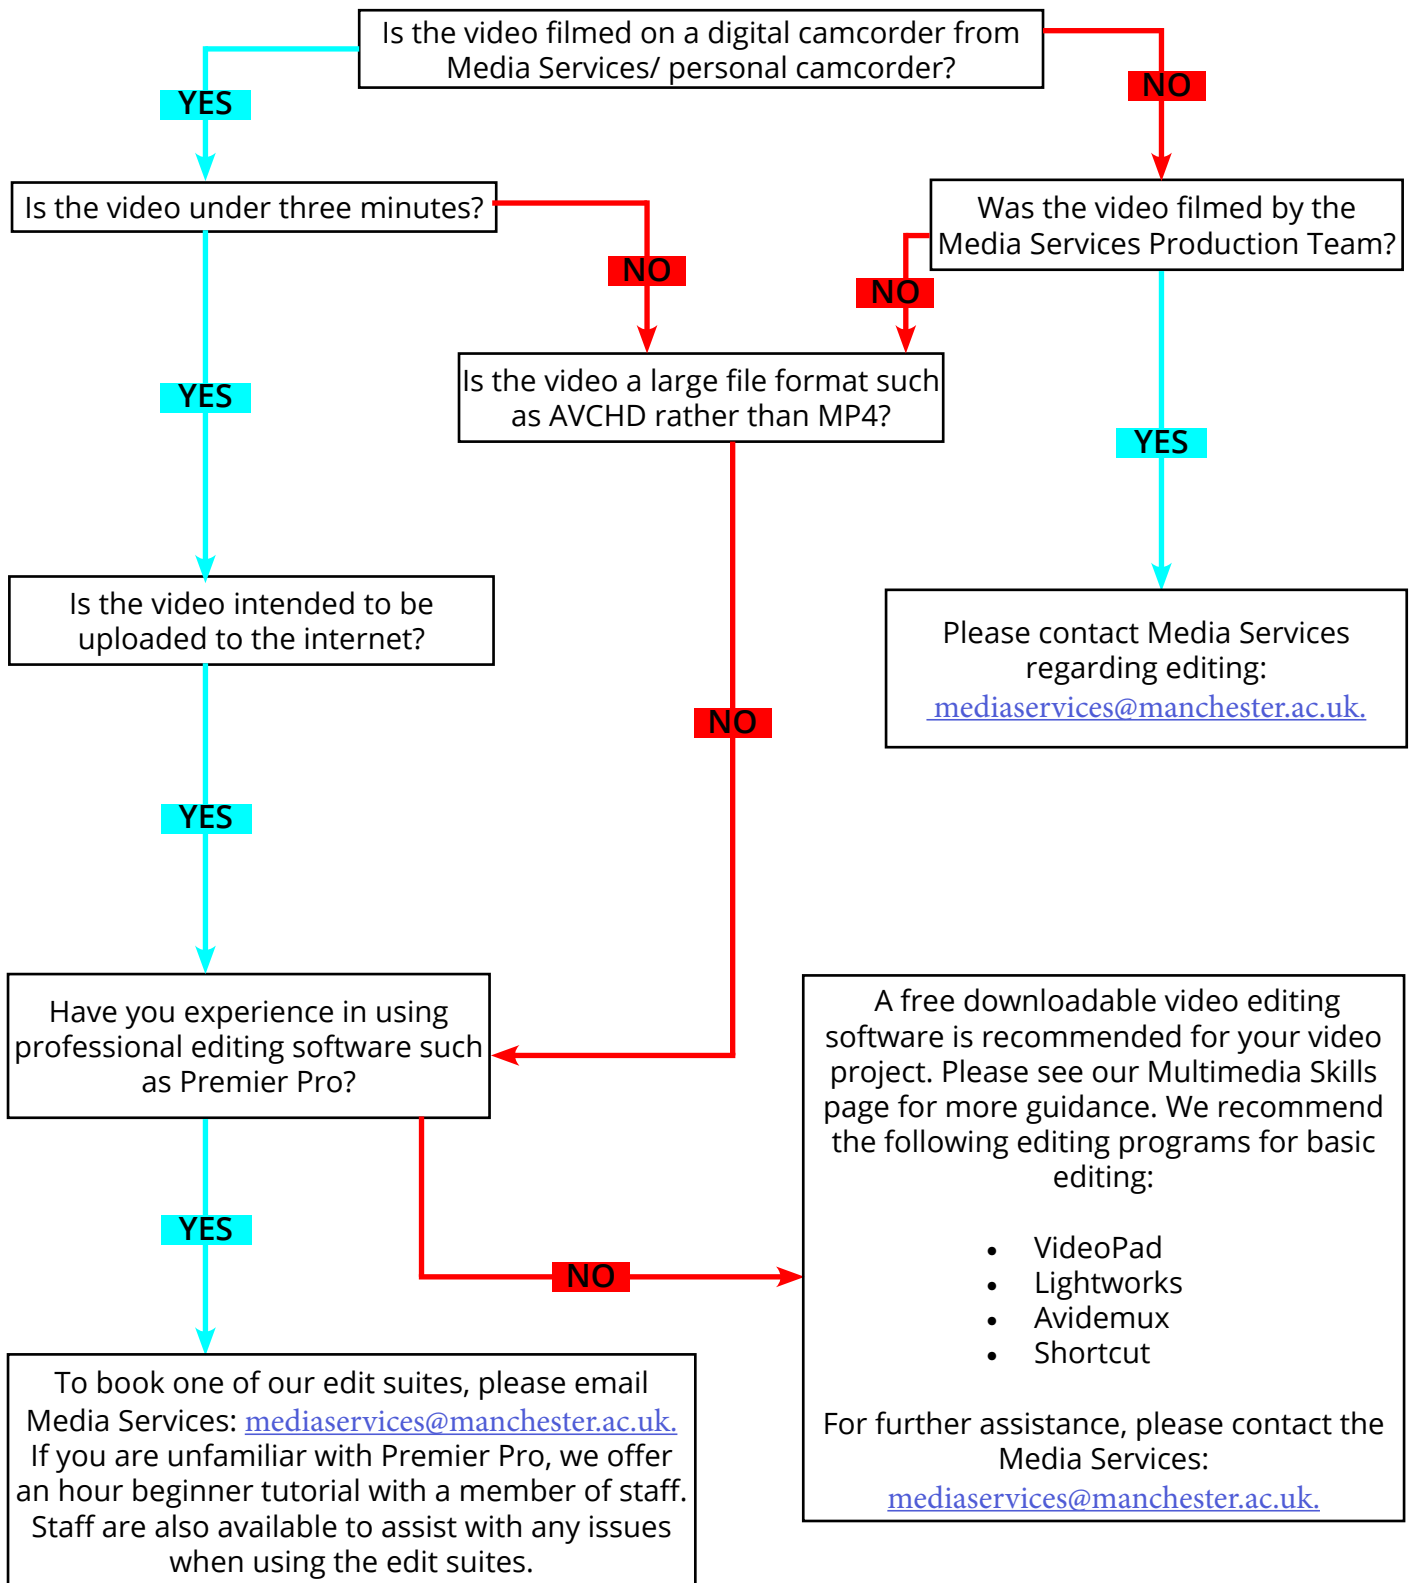 Is the video filmed on a digital camcorder from
Media Services/ personal camcorder?
YES
NO
Is the video under three minutes?
Was the video filmed by the
Media Services Production Team?
NO
NO
Is the video a large file format such
as AVCHD rather than MP4?
YES
YES
Is the video intended to be
uploaded to the internet?
Please contact Media Services
regarding editing:
mediaservices@manchester.ac.uk.
NO
YES
Have you experience in using
professional editing software such
as Premier Pro?
A free downloadable video editing
software is recommended for your video
project. Please see our Multimedia Skills
page for more guidance. We recommend
the following editing programs for basic
editing:
• VideoPad
• Lightworks
• Avidemux
• Shortcut
For further assistance, please contact the
Media Services:
mediaservices@manchester.ac.uk.
YES
NO
To book one of our edit suites, please email
Media Services: mediaservices@manchester.ac.uk.
If you are unfamiliar with Premier Pro, we offer
an hour beginner tutorial with a member of staff.
Staff are also available to assist with any issues
when using the edit suites.